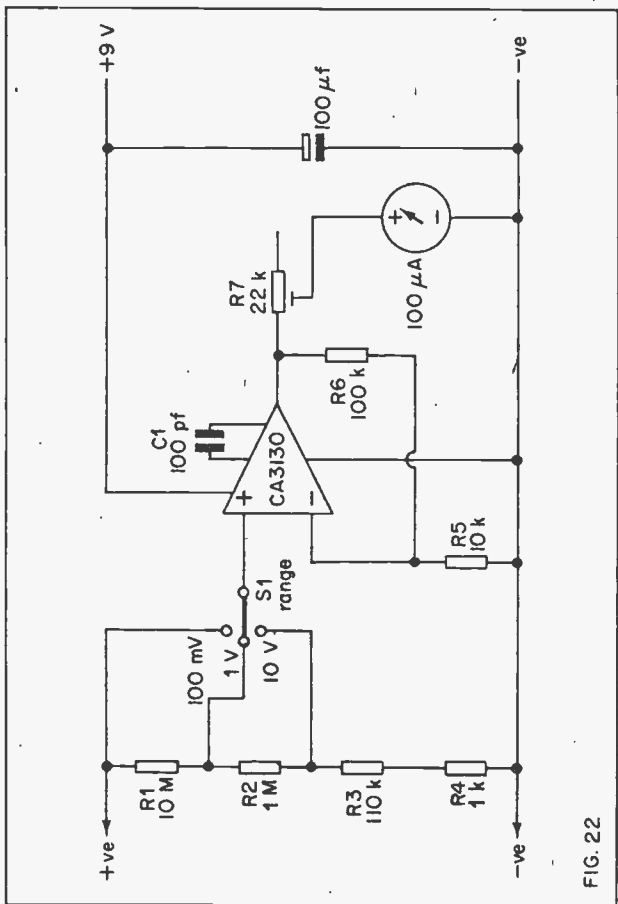 +ve
R1
10 M
R2
1 M
R3
110 k
R4
1 k
-ve
100 mV
1 V
10 V
S1
range
C1
100 pf
+
−
CA3130
R5
10 k
R6
100 k
R7
22 k
+
−
100 µA
100 µf
+9 V
-ve
FIG. 22